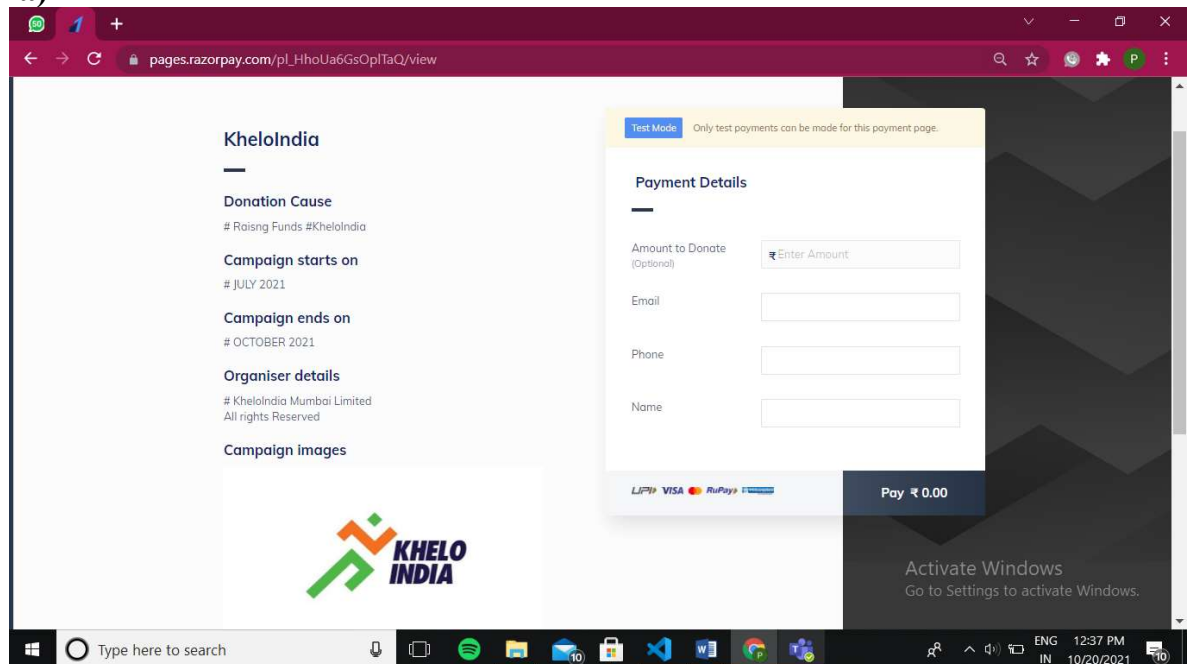 50
pages.razorpay.com/pl_HhoUa6GsOplTaQ/view
P
KheloIndia
Donation Cause
# Raisng Funds #KheloIndia
Campaign starts on
# JULY 2021
Campaign ends on
# OCTOBER 2021
Organiser details
# KheloIndia Mumbai Limited
All rights Reserved
Campaign images
KHELO
INDIA
Test Mode Only test payments can be made for this payment page.
Payment Details
Amount to Donate
(Optional)
₹ Enter Amount
Email
Phone
Name
UPI VISA RuPay
Pay ₹ 0.00
Activate Windows
Go to Settings to activate Windows.
Type here to search
10
ENG
IN
12:37 PM
10/20/2021
10